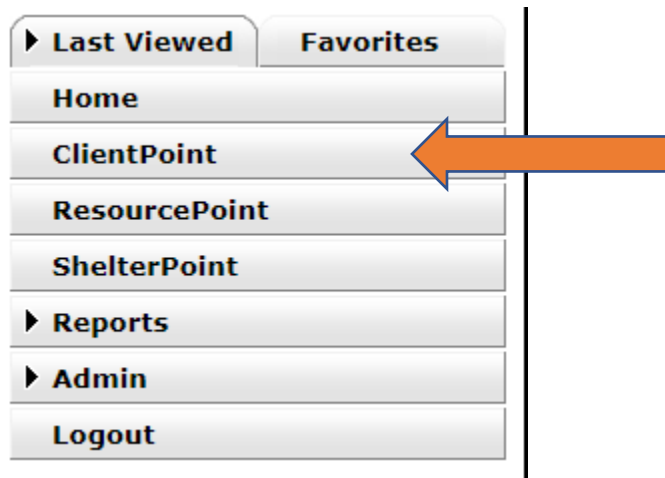 Last Viewed Favorites
Home
ClientPoint
ResourcePoint
ShelterPoint
Reports
Admin
Logout